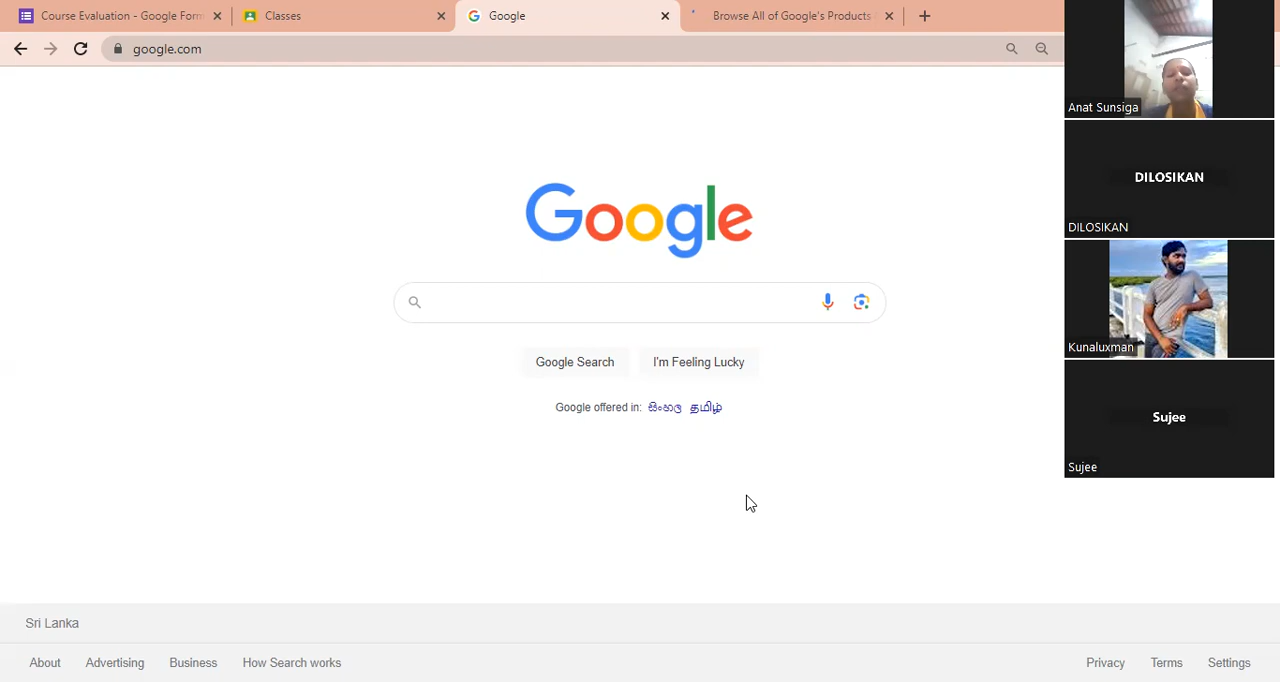 Course Evaluation - Google Form
Classes
Google
Browse All of Google's Products
google.com
Google
Google Search
I'm Feeling Lucky
Google offered in: සිංහල தமிழ்
Sri Lanka
About Advertising Business How Search works
Privacy Terms Settings
Anat Sunsiga
DILOSIKAN
DILOSIKAN
Kunaluxman
Sujee
Sujee